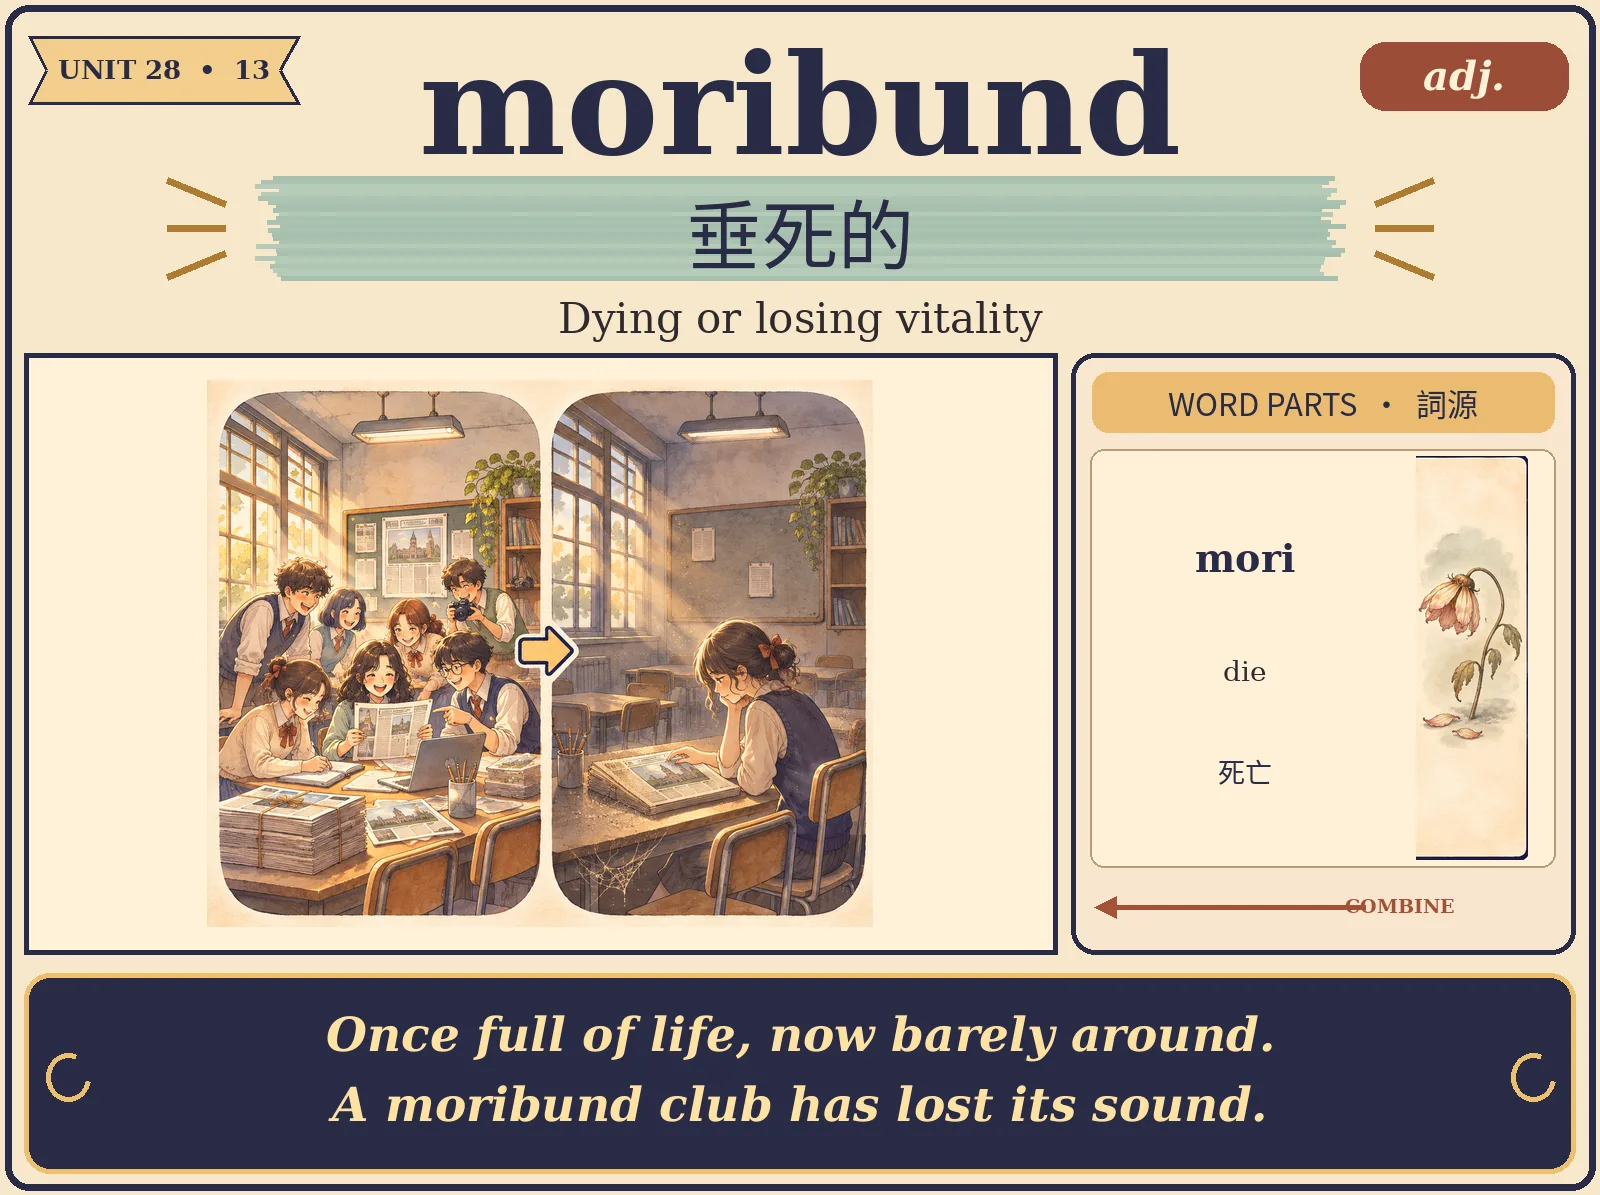 UNIT 28 • 13
moribund
adj.
垂死的
Dying or losing vitality
WORD PARTS • 詞源
mori
die
死亡
COMBINE
Once full of life, now barely around.
A moribund club has lost its sound.